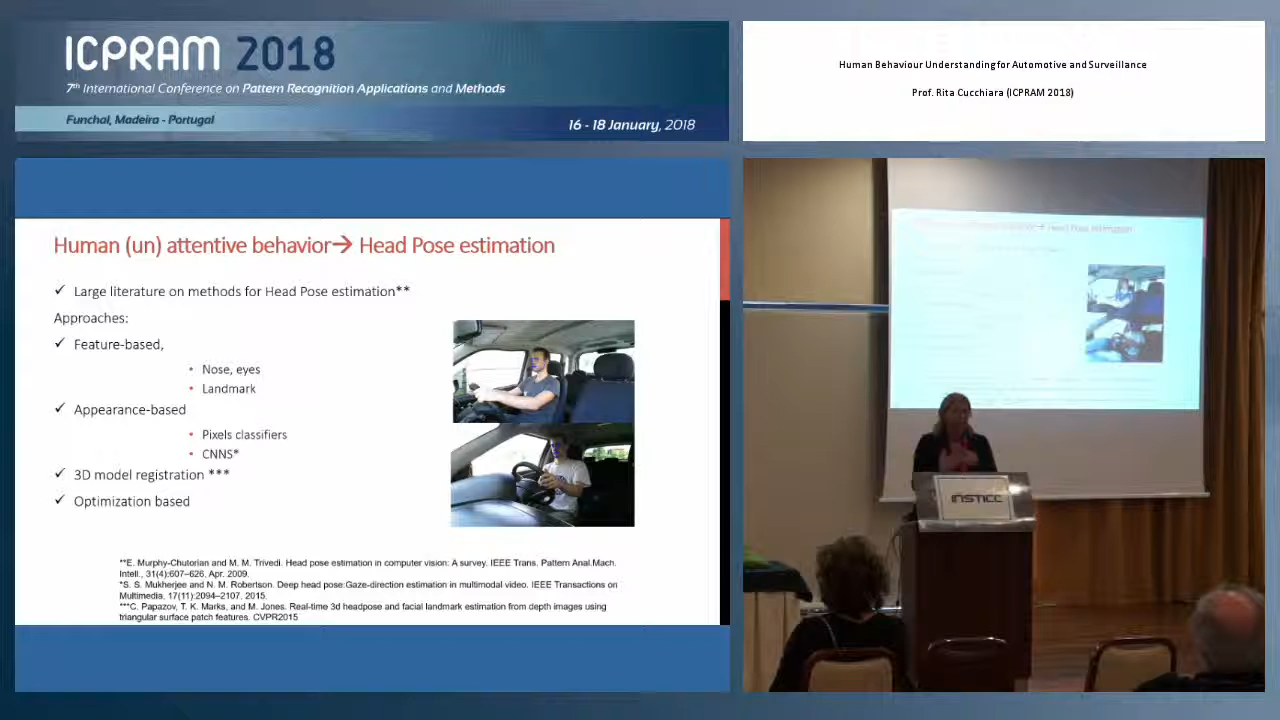 ICPRAM 2018
7th International Conference on Pattern Recognition Applications and Methods
Funchal, Madeira - Portugal
16 - 18 January, 2018
Human Behaviour Understanding for Automotive and Surveillance
Prof. Rita Cucchiara (ICPRAM 2018)
Human (un) attentive behavior→ Head Pose estimation
✓ Large literature on methods for Head Pose estimation**
Approaches:
✓ Feature-based,
• Nose, eyes
• Landmark
✓ Appearance-based
• Pixels classifiers
• CNNS*
✓ 3D model registration ***
✓ Optimization based
**E. Murphy-Chutorian and M. M. Trivedi. Head pose estimation in computer vision: A survey. IEEE Trans. Pattern Anal.Mach.
Intell., 31(4):607–626, Apr. 2009.
*S. S. Mukherjee and N. M. Robertson. Deep head pose:Gaze-direction estimation in multimodal video. IEEE Transactions on
Multimedia, 17(11):2094–2107, 2015.
***C. Papazov, T. K. Marks, and M. Jones. Real-time 3d headpose and facial landmark estimation from depth images using
triangular surface patch features. CVPR2015
Head Pose estimation
INSTICC